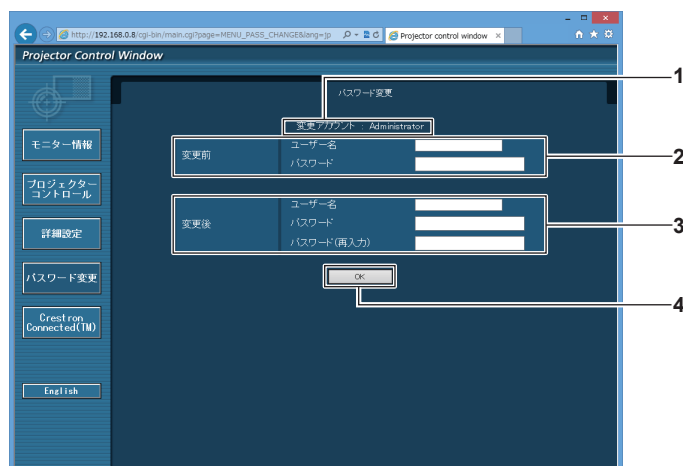 http://192.168.0.8/cgi-bin/main.cgi?page=MENU_PASS_CHANGE&lang=jp
Projector control window
Projector Control Window
パスワード変更
1
変更アカウント : Administrator
モニター情報
変更前
ユーザー名
パスワード
2
プロジェクター
コントロール
詳細設定
変更後
ユーザー名
パスワード
パスワード(再入力)
3
パスワード変更
OK
4
Crestron
Connected(TM)
English